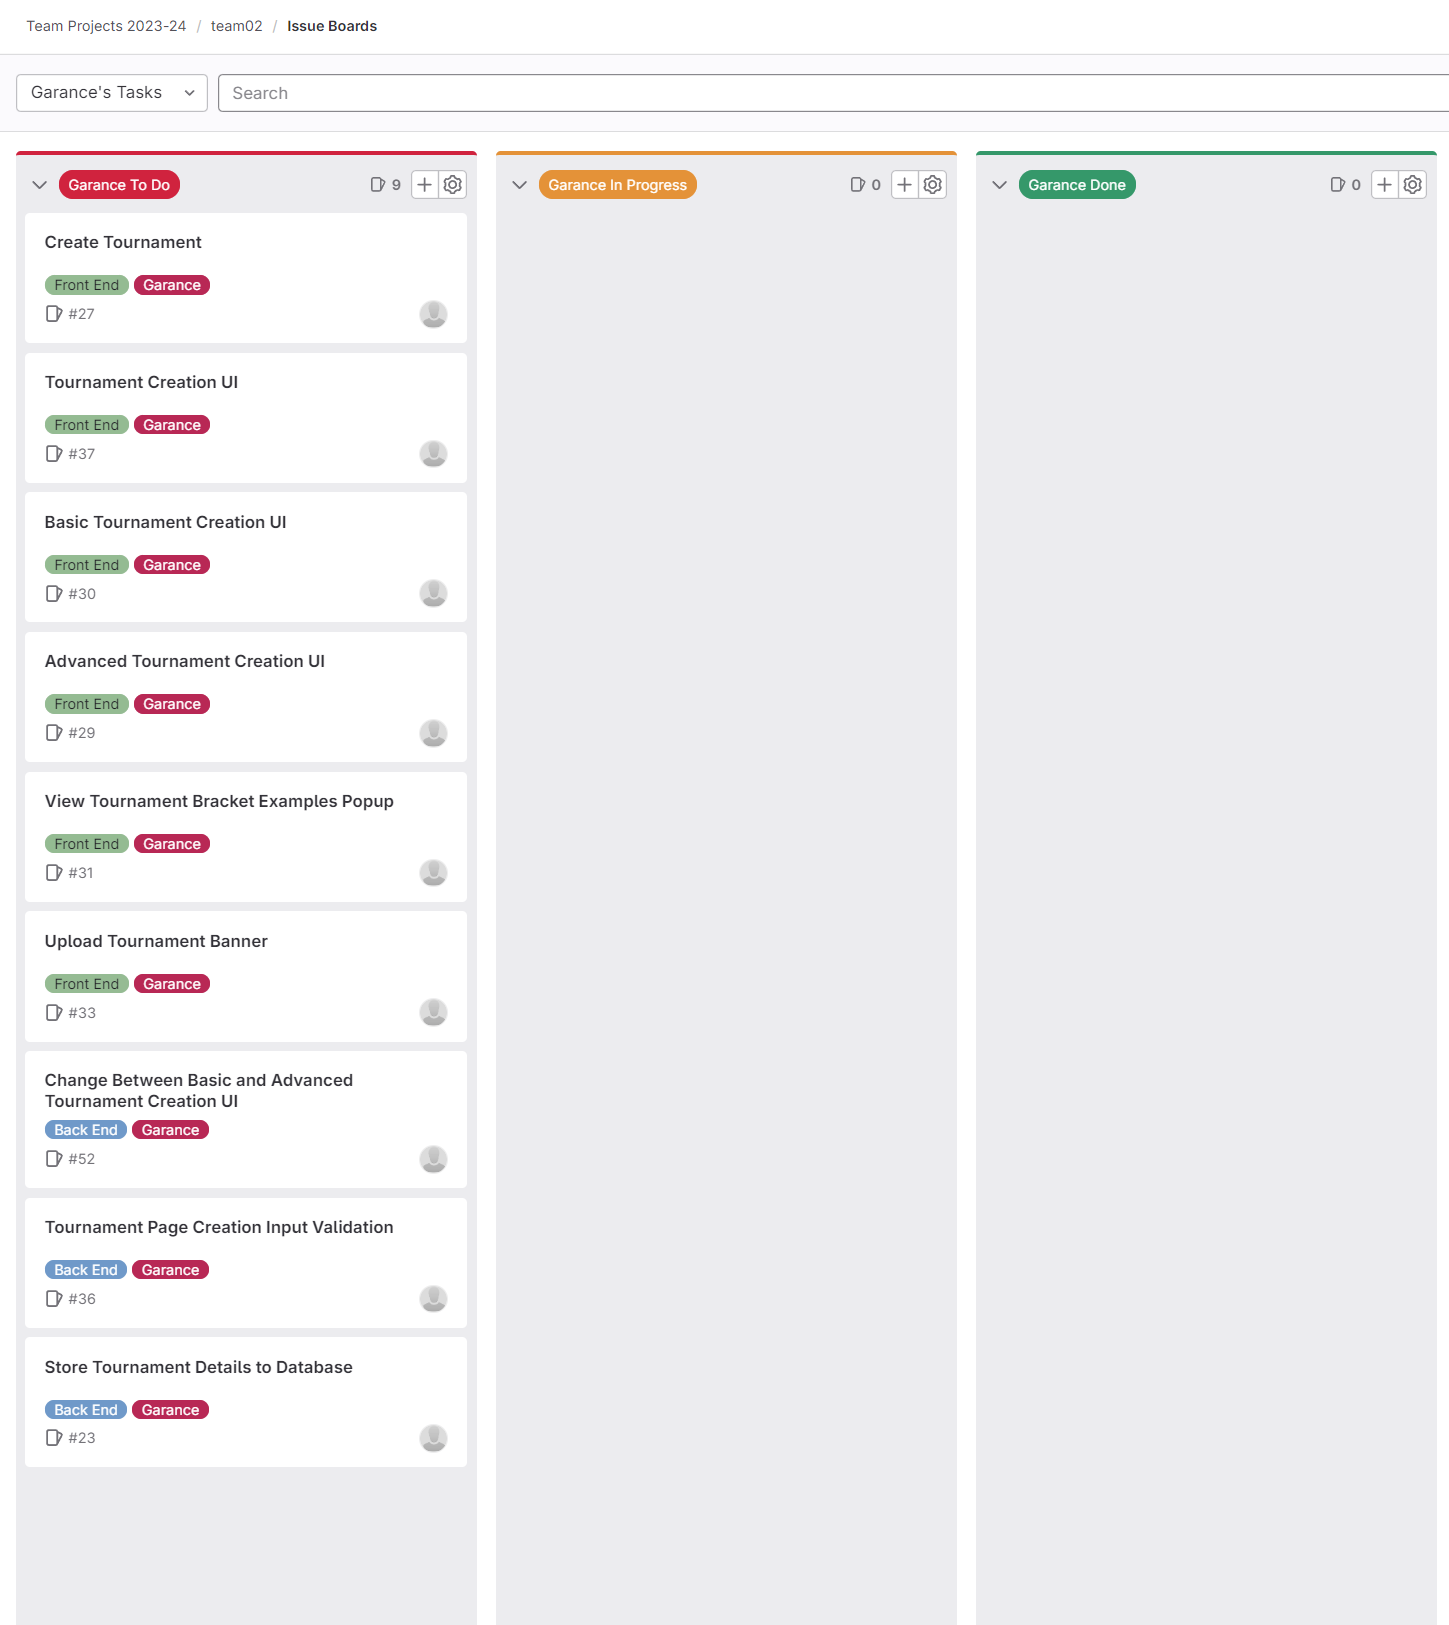 Team Projects 2023-24 / team02 / Issue Boards
Garance's Tasks
Search
Garance To Do
9
Create Tournament
Front End Garance
#27
Tournament Creation UI
Front End Garance
#37
Basic Tournament Creation UI
Front End Garance
#30
Advanced Tournament Creation UI
Front End Garance
#29
View Tournament Bracket Examples Popup
Front End Garance
#31
Upload Tournament Banner
Front End Garance
#33
Change Between Basic and Advanced
Tournament Creation UI
Back End Garance
#52
Tournament Page Creation Input Validation
Back End Garance
#36
Store Tournament Details to Database
Back End Garance
#23
Garance In Progress
0
Garance Done
0